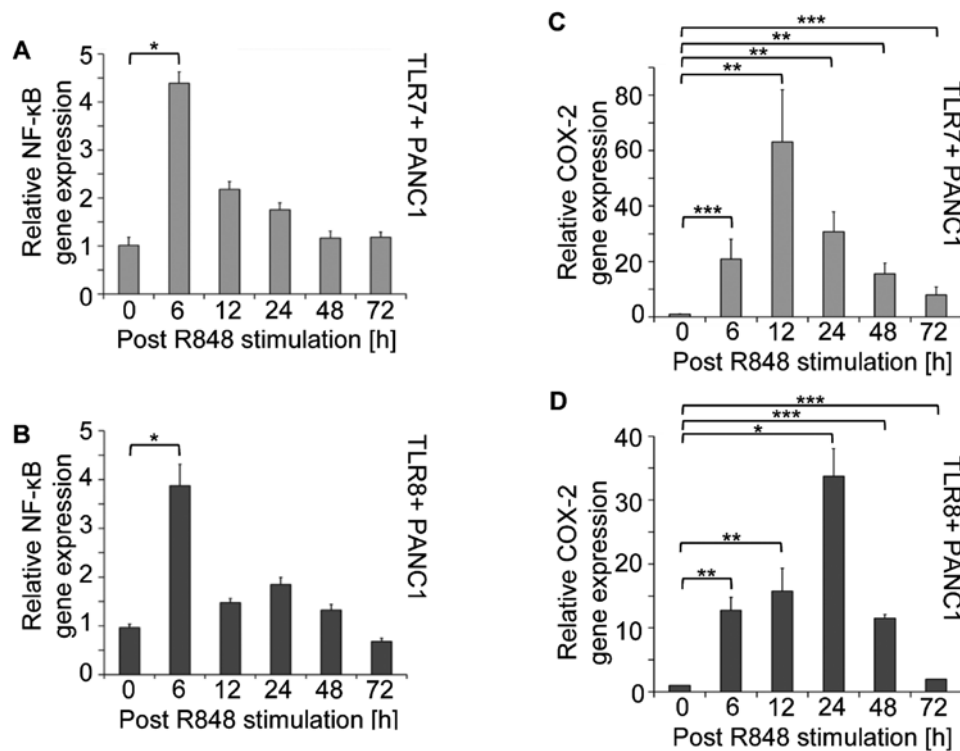 A
*
5
4
3
2
1
0
Relative NF-κB
gene expression
0 6 12 24 48 72
Post R848 stimulation [h]
TLR7+ PANC1
B
*
5
4
3
2
1
0
Relative NF-κB
gene expression
0 6 12 24 48 72
Post R848 stimulation [h]
TLR8+ PANC1
C
***
**
**
**
***
80
60
40
20
0
Relative COX-2
gene expression
0 6 12 24 48 72
Post R848 stimulation [h]
TLR7+ PANC1
D
***
***
*
**
**
40
30
20
10
0
Relative COX-2
gene expression
0 6 12 24 48 72
Post R848 stimulation [h]
TLR8+ PANC1